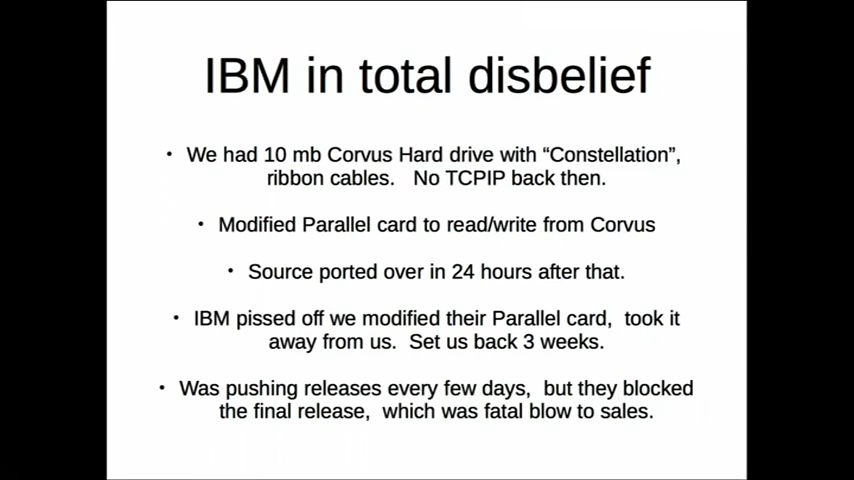 IBM in total disbelief
• We had 10 mb Corvus Hard drive with “Constellation”,
ribbon cables.   No TCPIP back then.
• Modified Parallel card to read/write from Corvus
• Source ported over in 24 hours after that.
• IBM pissed off we modified their Parallel card,  took it
away from us.  Set us back 3 weeks.
• Was pushing releases every few days,  but they blocked
the final release,  which was fatal blow to sales.